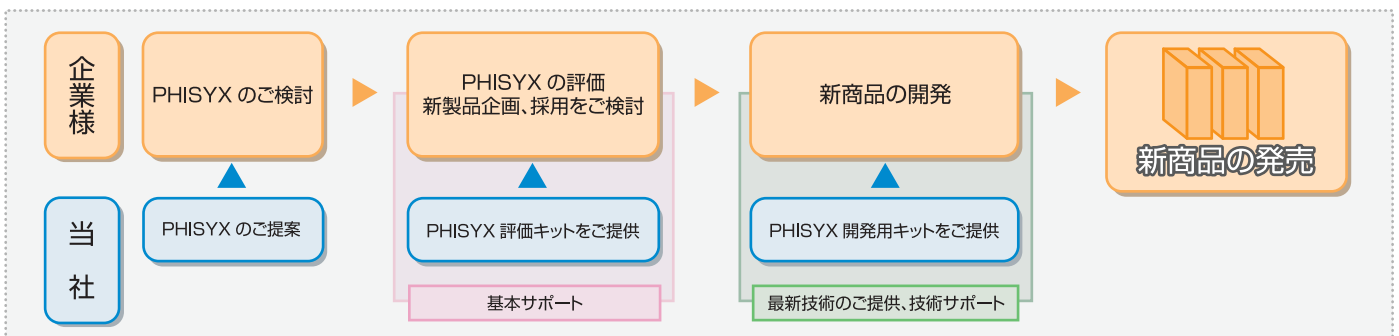 企業様
PHISYX のご検討
PHISYX の評価
新製品企画、採用をご検討
新商品の開発
新商品の発売
当社
PHISYX のご提案
PHISYX 評価キットをご提供
PHISYX 開発用キットをご提供
基本サポート
最新技術のご提供、技術サポート